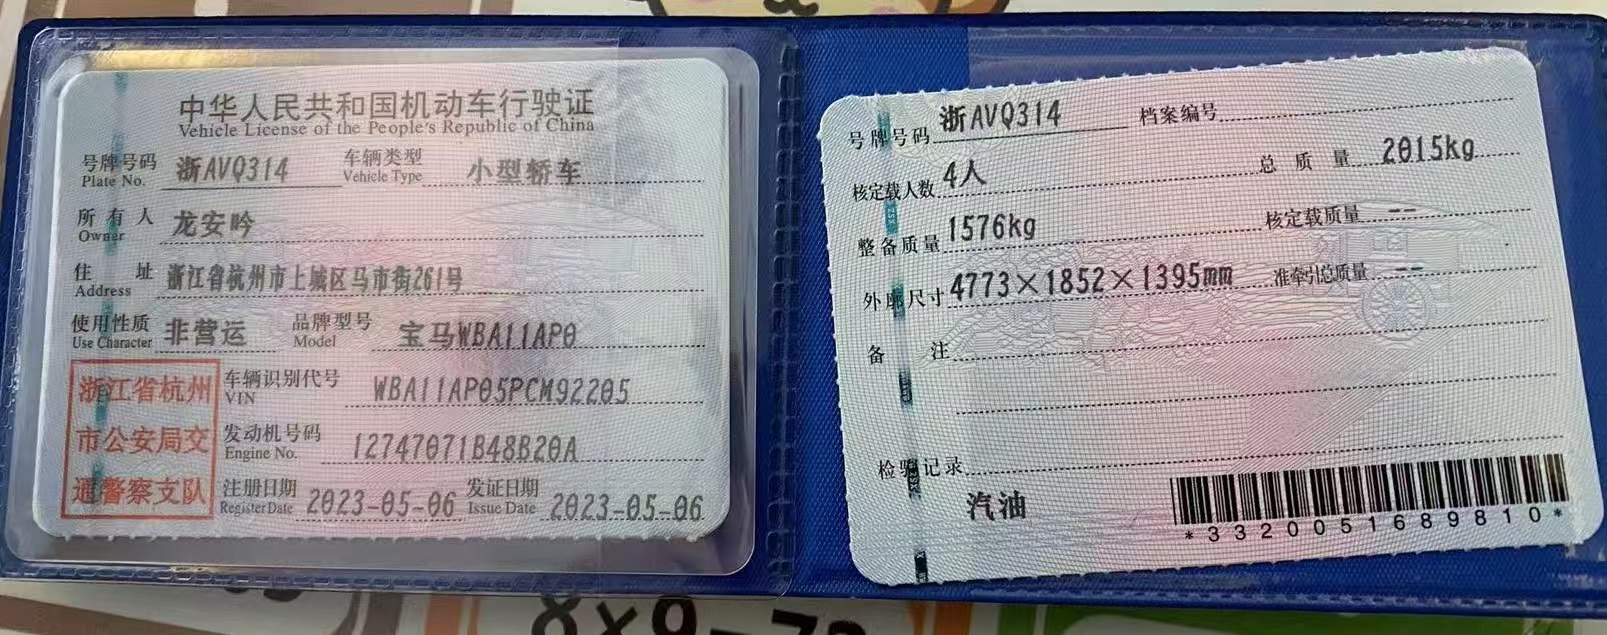 中华人民共和国机动车行驶证
Vehicle License of the People's Republic of China
号牌号码 浙AVQ314 车辆类型 小型轿车
Plate No. Vehicle Type
所有人 龙安吟
Owner
住址 浙江省杭州市上城区马市街261号
Address
使用性质 非营运 品牌型号 宝马WBA11AP0
Use Character Model
浙江省杭州
市公安局交
通警察支队
车辆识别代号 WBA11AP05PCM92205
VIN
发动机号码 12747071B48B20A
Engine No.
注册日期 2023-05-06 发证日期 2023-05-06
Register Date Issue Date
号牌号码 浙AVQ314 档案编号
核定载人数 4人 总质量 2015kg
整备质量 1576kg 核定载质量 --
外廓尺寸 4773×1852×1395mm 准牵引总质量 --
备注
检验记录
汽油
*3320051689810*
8×9=72